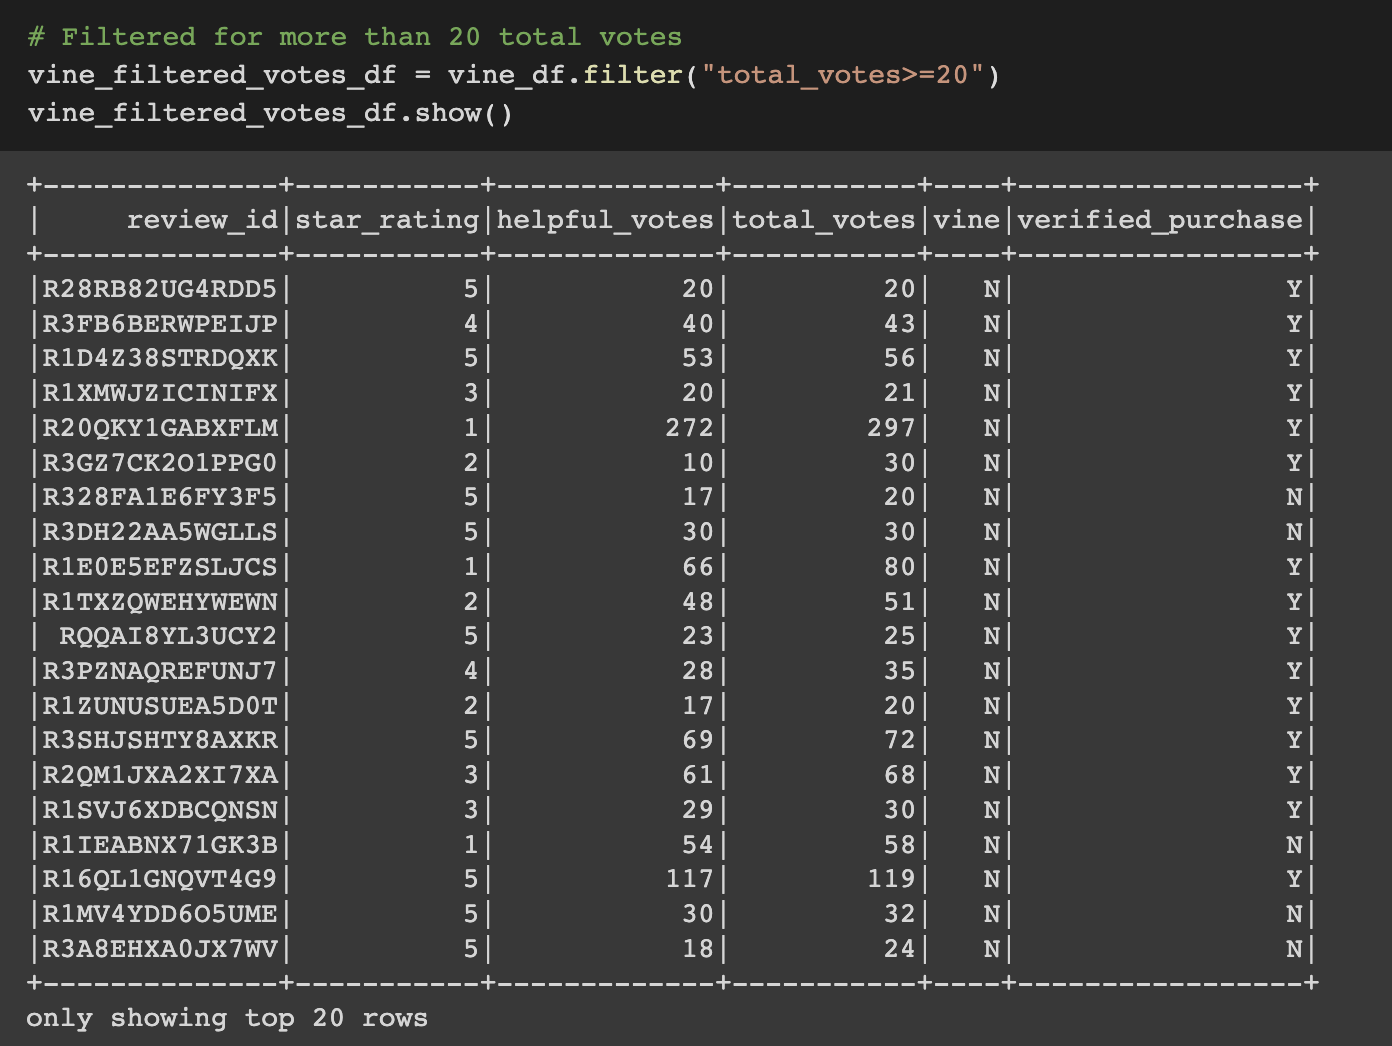 # Filtered for more than 20 total votes
vine_filtered_votes_df = vine_df.filter("total_votes>=20")
vine_filtered_votes_df.show()
+--------------+-----------+-------------+-----------+----+-----------------+
|     review_id|star_rating|helpful_votes|total_votes|vine|verified_purchase|
+--------------+-----------+-------------+-----------+----+-----------------+
|R28RB82UG4RDD5|          5|           20|         20|   N|                Y|
|R3FB6BERWPEIJP|          4|           40|         43|   N|                Y|
|R1D4Z38STRDQXK|          5|           53|         56|   N|                Y|
|R1XMWJZICINIFX|          3|           20|         21|   N|                Y|
|R20QKY1GABXFLM|          1|          272|        297|   N|                Y|
|R3GZ7CK2O1PPG0|          2|           10|         30|   N|                Y|
|R328FA1E6FY3F5|          5|           17|         20|   N|                N|
|R3DH22AA5WGLLS|          5|           30|         30|   N|                N|
|R1E0E5EFZSLJCS|          1|           66|         80|   N|                Y|
|R1TXZQWEHYWEWN|          2|           48|         51|   N|                Y|
| RQQAI8YL3UCY2|          5|           23|         25|   N|                Y|
|R3PZNAQREFUNJ7|          4|           28|         35|   N|                Y|
|R1ZUNUSUEA5D0T|          2|           17|         20|   N|                Y|
|R3SHJSHTY8AXKR|          5|           69|         72|   N|                Y|
|R2QM1JXA2XI7XA|          3|           61|         68|   N|                Y|
|R1SVJ6XDBCQNSN|          3|           29|         30|   N|                Y|
|R1IEABNX71GK3B|          1|           54|         58|   N|                N|
|R16QL1GNQVT4G9|          5|          117|        119|   N|                Y|
|R1MV4YDD6O5UME|          5|           30|         32|   N|                N|
|R3A8EHXA0JX7WV|          5|           18|         24|   N|                N|
+--------------+-----------+-------------+-----------+----+-----------------+
only showing top 20 rows